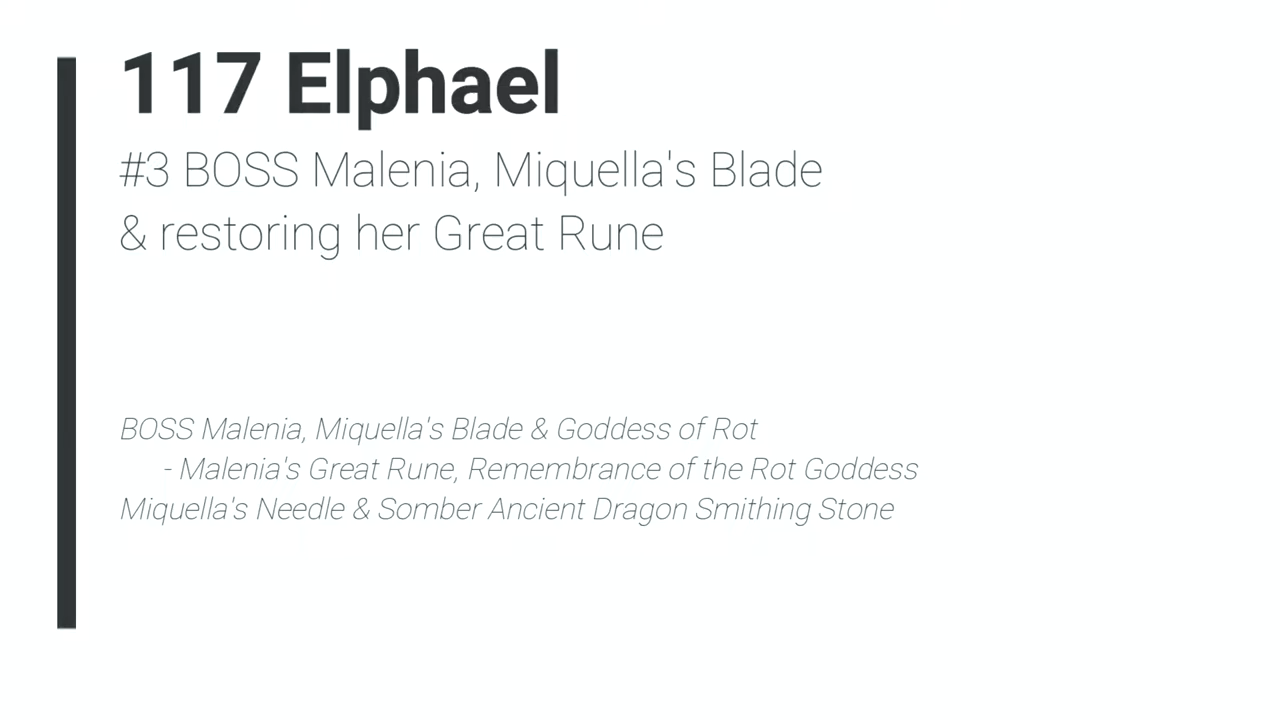 117 Elphael
#3 BOSS Malenia, Miquella's Blade
& restoring her Great Rune
BOSS Malenia, Miquella's Blade & Goddess of Rot
- Malenia's Great Rune, Remembrance of the Rot Goddess
Miquella's Needle & Somber Ancient Dragon Smithing Stone